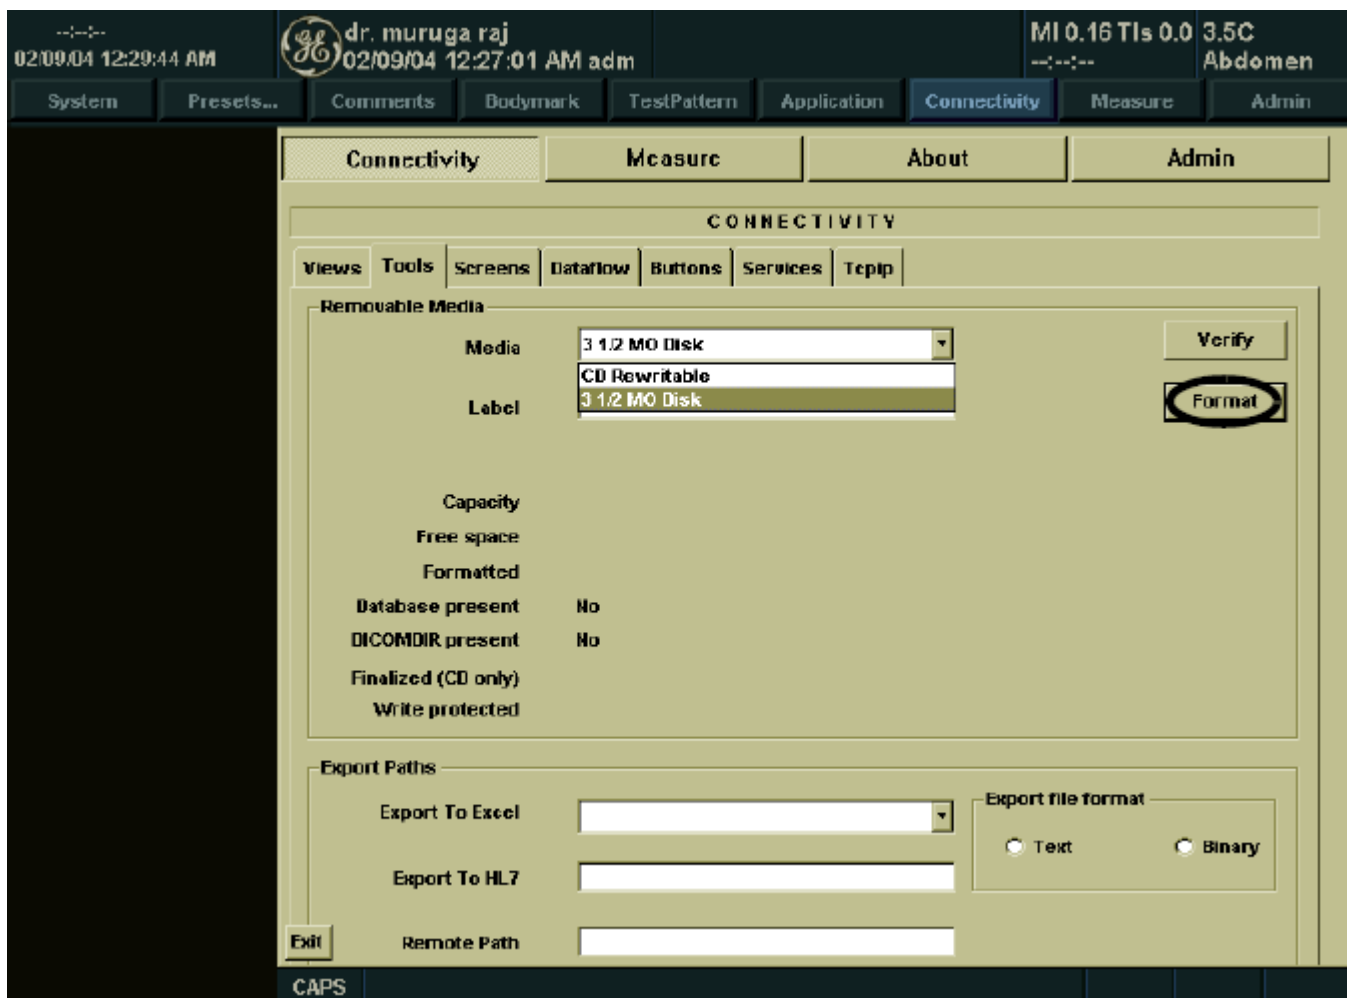 --:--:--
02/09/04 12:29:44 AM
dr. muruga raj
02/09/04 12:27:01 AM adm
MI 0.16 TIs 0.0
--:--:--
3.5C
Abdomen
System Presets... Comments Bodymark TestPattern Application Connectivity Measure Admin
Connectivity Measure About Admin
CONNECTIVITY
Views Tools Screens Dataflow Buttons Services Tcpip
Removable Media
Media 3 1/2 MO Disk Verify
CD Rewritable
3 1/2 MO Disk
Label Format
Capacity
Free space
Formatted
Database present No
DICOMDIR present No
Finalized (CD only)
Write protected
Export Paths
Export To Excel
Export file format
Text Binary
Export To HL7
Remote Path
Exit
CAPS